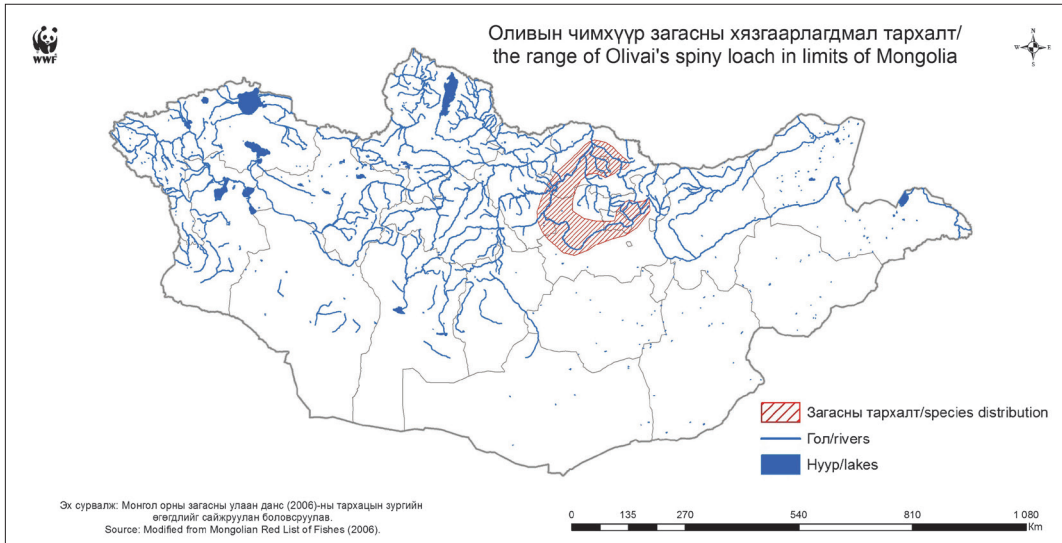 Оливын чимхүүр загасны хязгаарлагдмал тархалт/
the range of Olivai's spiny loach in limits of Mongolia
WWF
N
W E
S
Загасны тархалт/species distribution
Гол/rivers
Нуур/lakes
Эх сурвалж: Монгол орны загасны улаан данс (2006)-ны тархацын зургийн
өгөгдлийг сайжруулан боловсруулав.
Source: Modified from Mongolian Red List of Fishes (2006).
0 135 270 540 810 1 080
Km